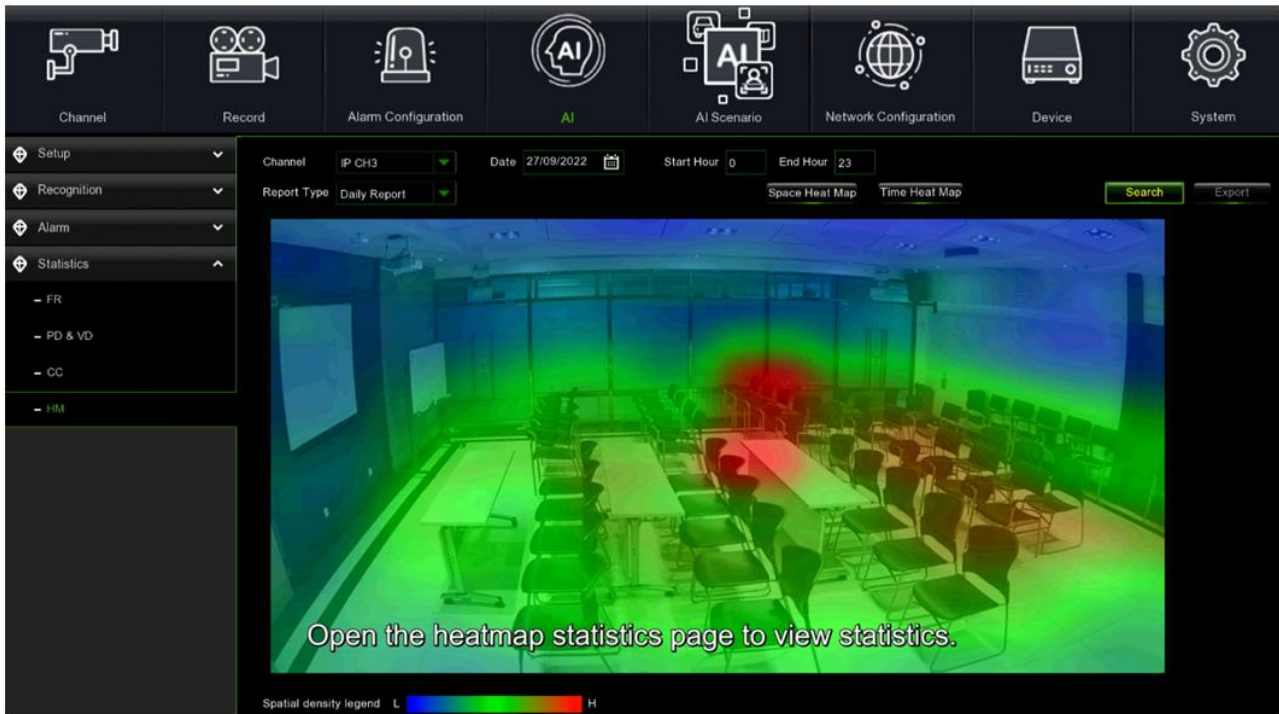 Channel Record Alarm Configuration AI AI Scenario Network Configuration Device System
Setup
Recognition
Alarm
Statistics
FR
PD & VD
CC
HM
Channel IP CH3 Date 27/09/2022 Start Hour 0 End Hour 23
Report Type Daily Report Space Heat Map Time Heat Map Search Export
Open the heatmap statistics page to view statistics.
Spatial density legend L H